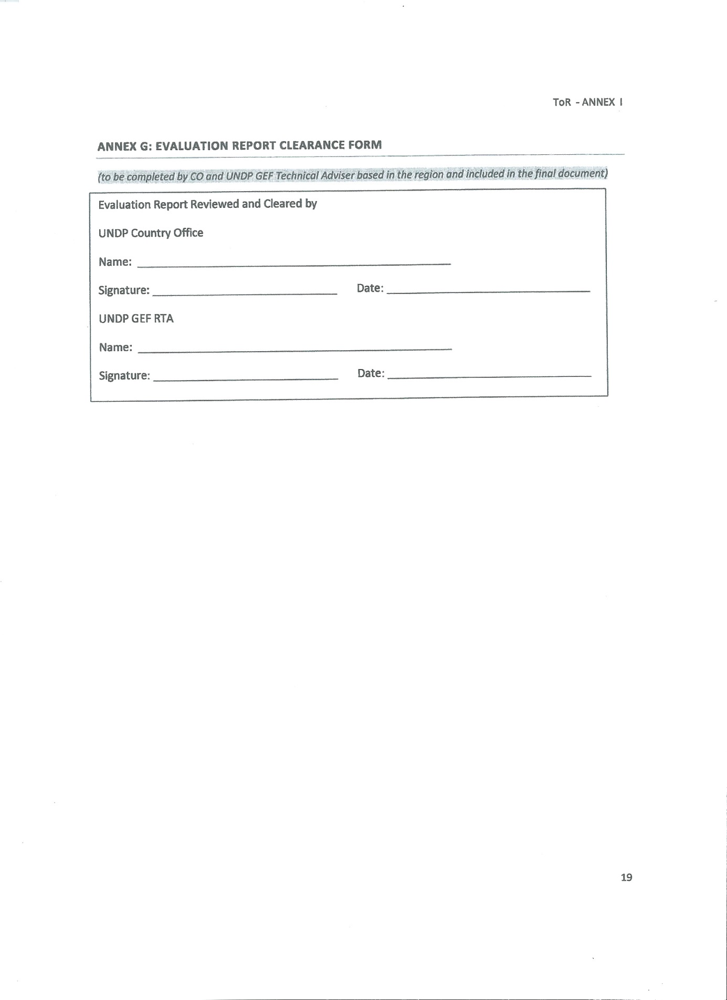 ToR - ANNEX I
ANNEX G: EVALUATION REPORT CLEARANCE FORM
(to be completed by CO and UNDP GEF Technical Adviser based in the region and included in the final document)
Evaluation Report Reviewed and Cleared by
UNDP Country Office
Name: ______________________________
Signature: ______________________ Date: ______________________
UNDP GEF RTA
Name: ______________________________
Signature: ______________________ Date: ______________________
19